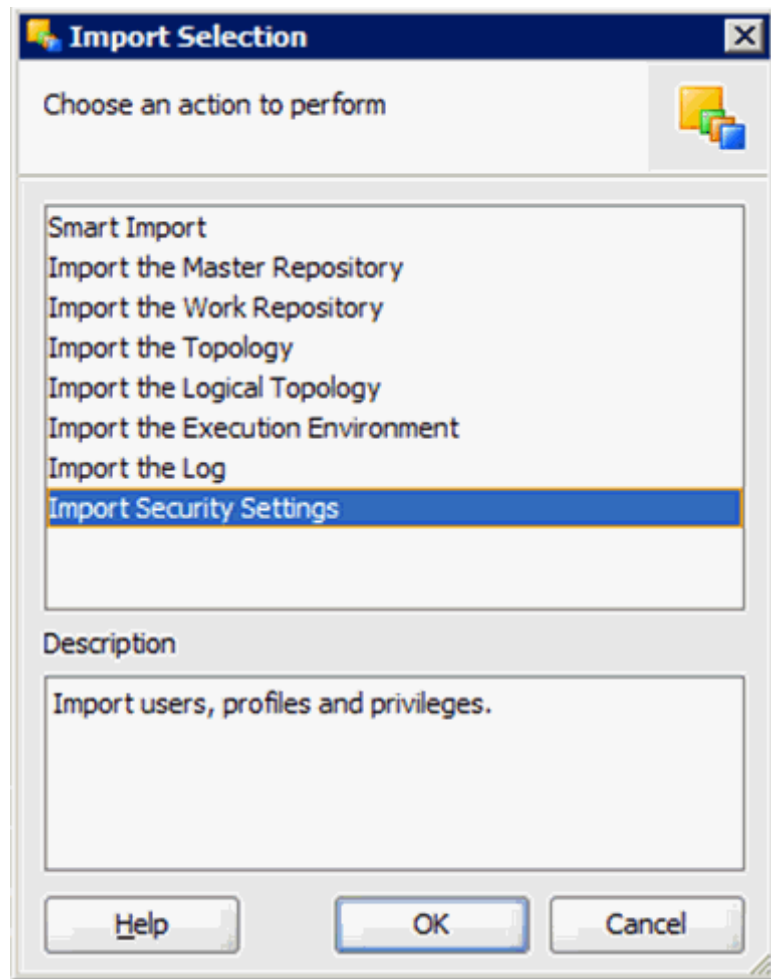 Import Selection
Choose an action to perform
Smart Import
Import the Master Repository
Import the Work Repository
Import the Topology
Import the Logical Topology
Import the Execution Environment
Import the Log
Import Security Settings
Description
Import users, profiles and privileges.
Help OK Cancel